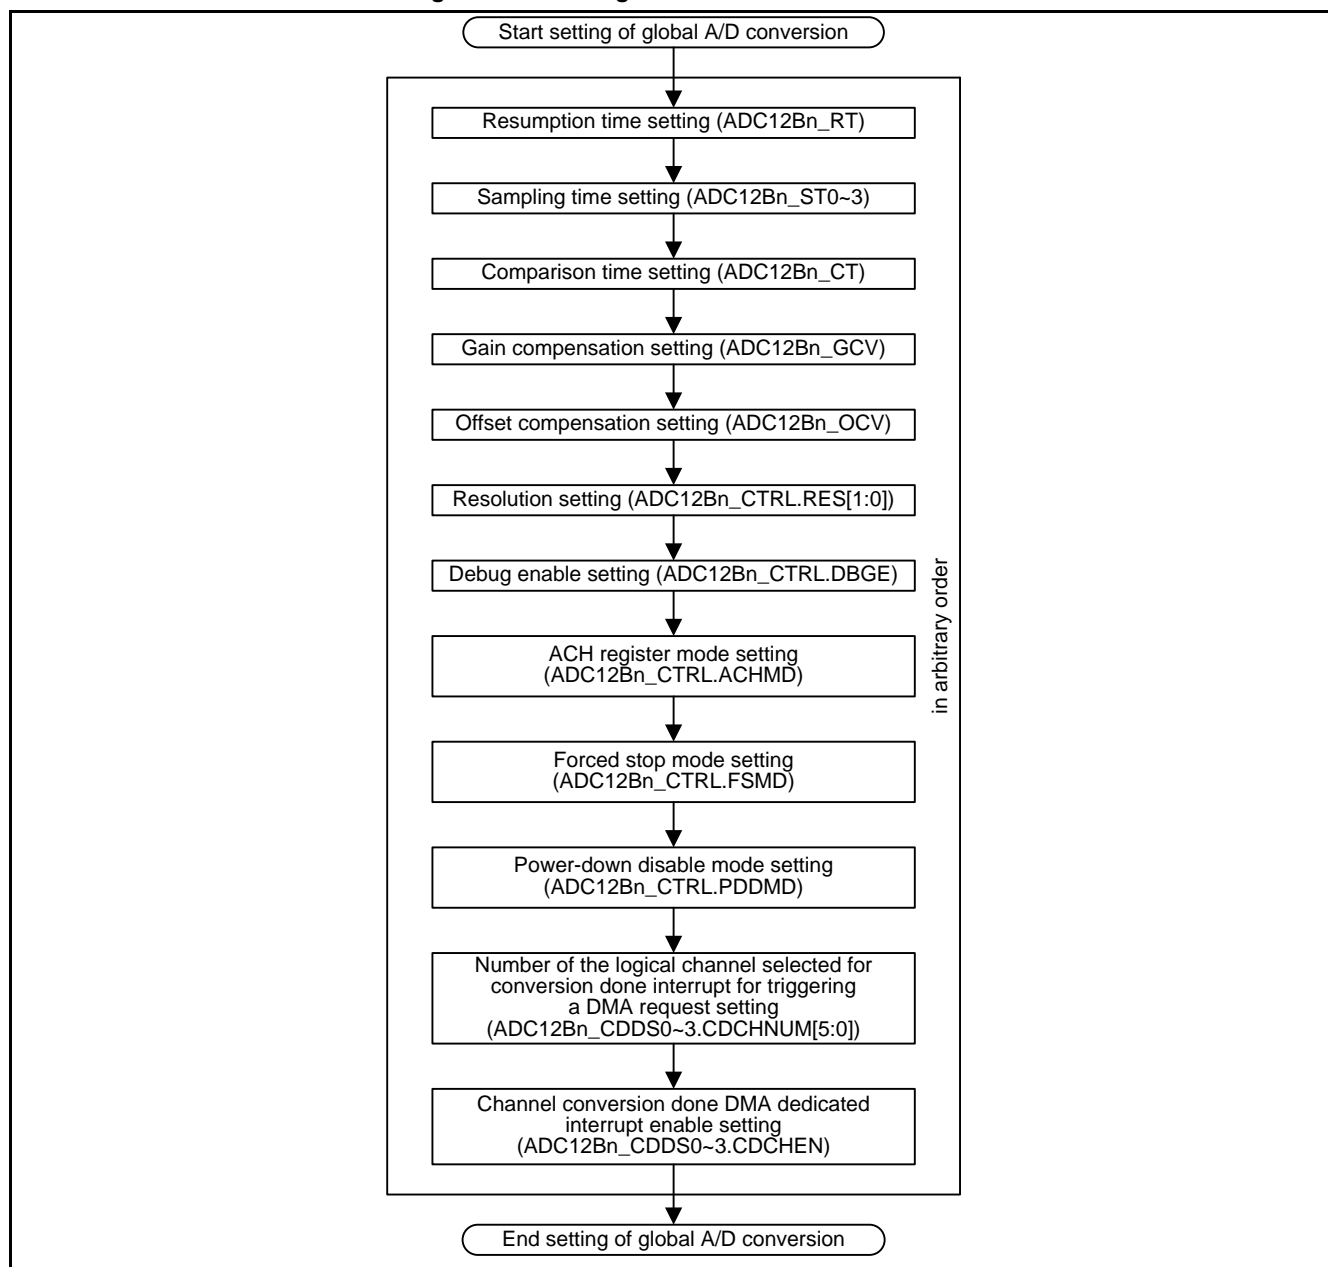 Start setting of global A/D conversion
Resumption time setting (ADC12Bn_RT)
Sampling time setting (ADC12Bn_ST0~3)
Comparison time setting (ADC12Bn_CT)
Gain compensation setting (ADC12Bn_GCV)
Offset compensation setting (ADC12Bn_OCV)
Resolution setting (ADC12Bn_CTRL.RES[1:0])
Debug enable setting (ADC12Bn_CTRL.DBGE)
ACH register mode setting
(ADC12Bn_CTRL.ACHMD)
in arbitrary order
Forced stop mode setting
(ADC12Bn_CTRL.FSMD)
Power-down disable mode setting
(ADC12Bn_CTRL.PDDMD)
Number of the logical channel selected for
conversion done interrupt for triggering
a DMA request setting
(ADC12Bn_CDDS0~3.CDCHNUM[5:0])
Channel conversion done DMA dedicated
interrupt enable setting
(ADC12Bn_CDDS0~3.CDCHEN)
End setting of global A/D conversion